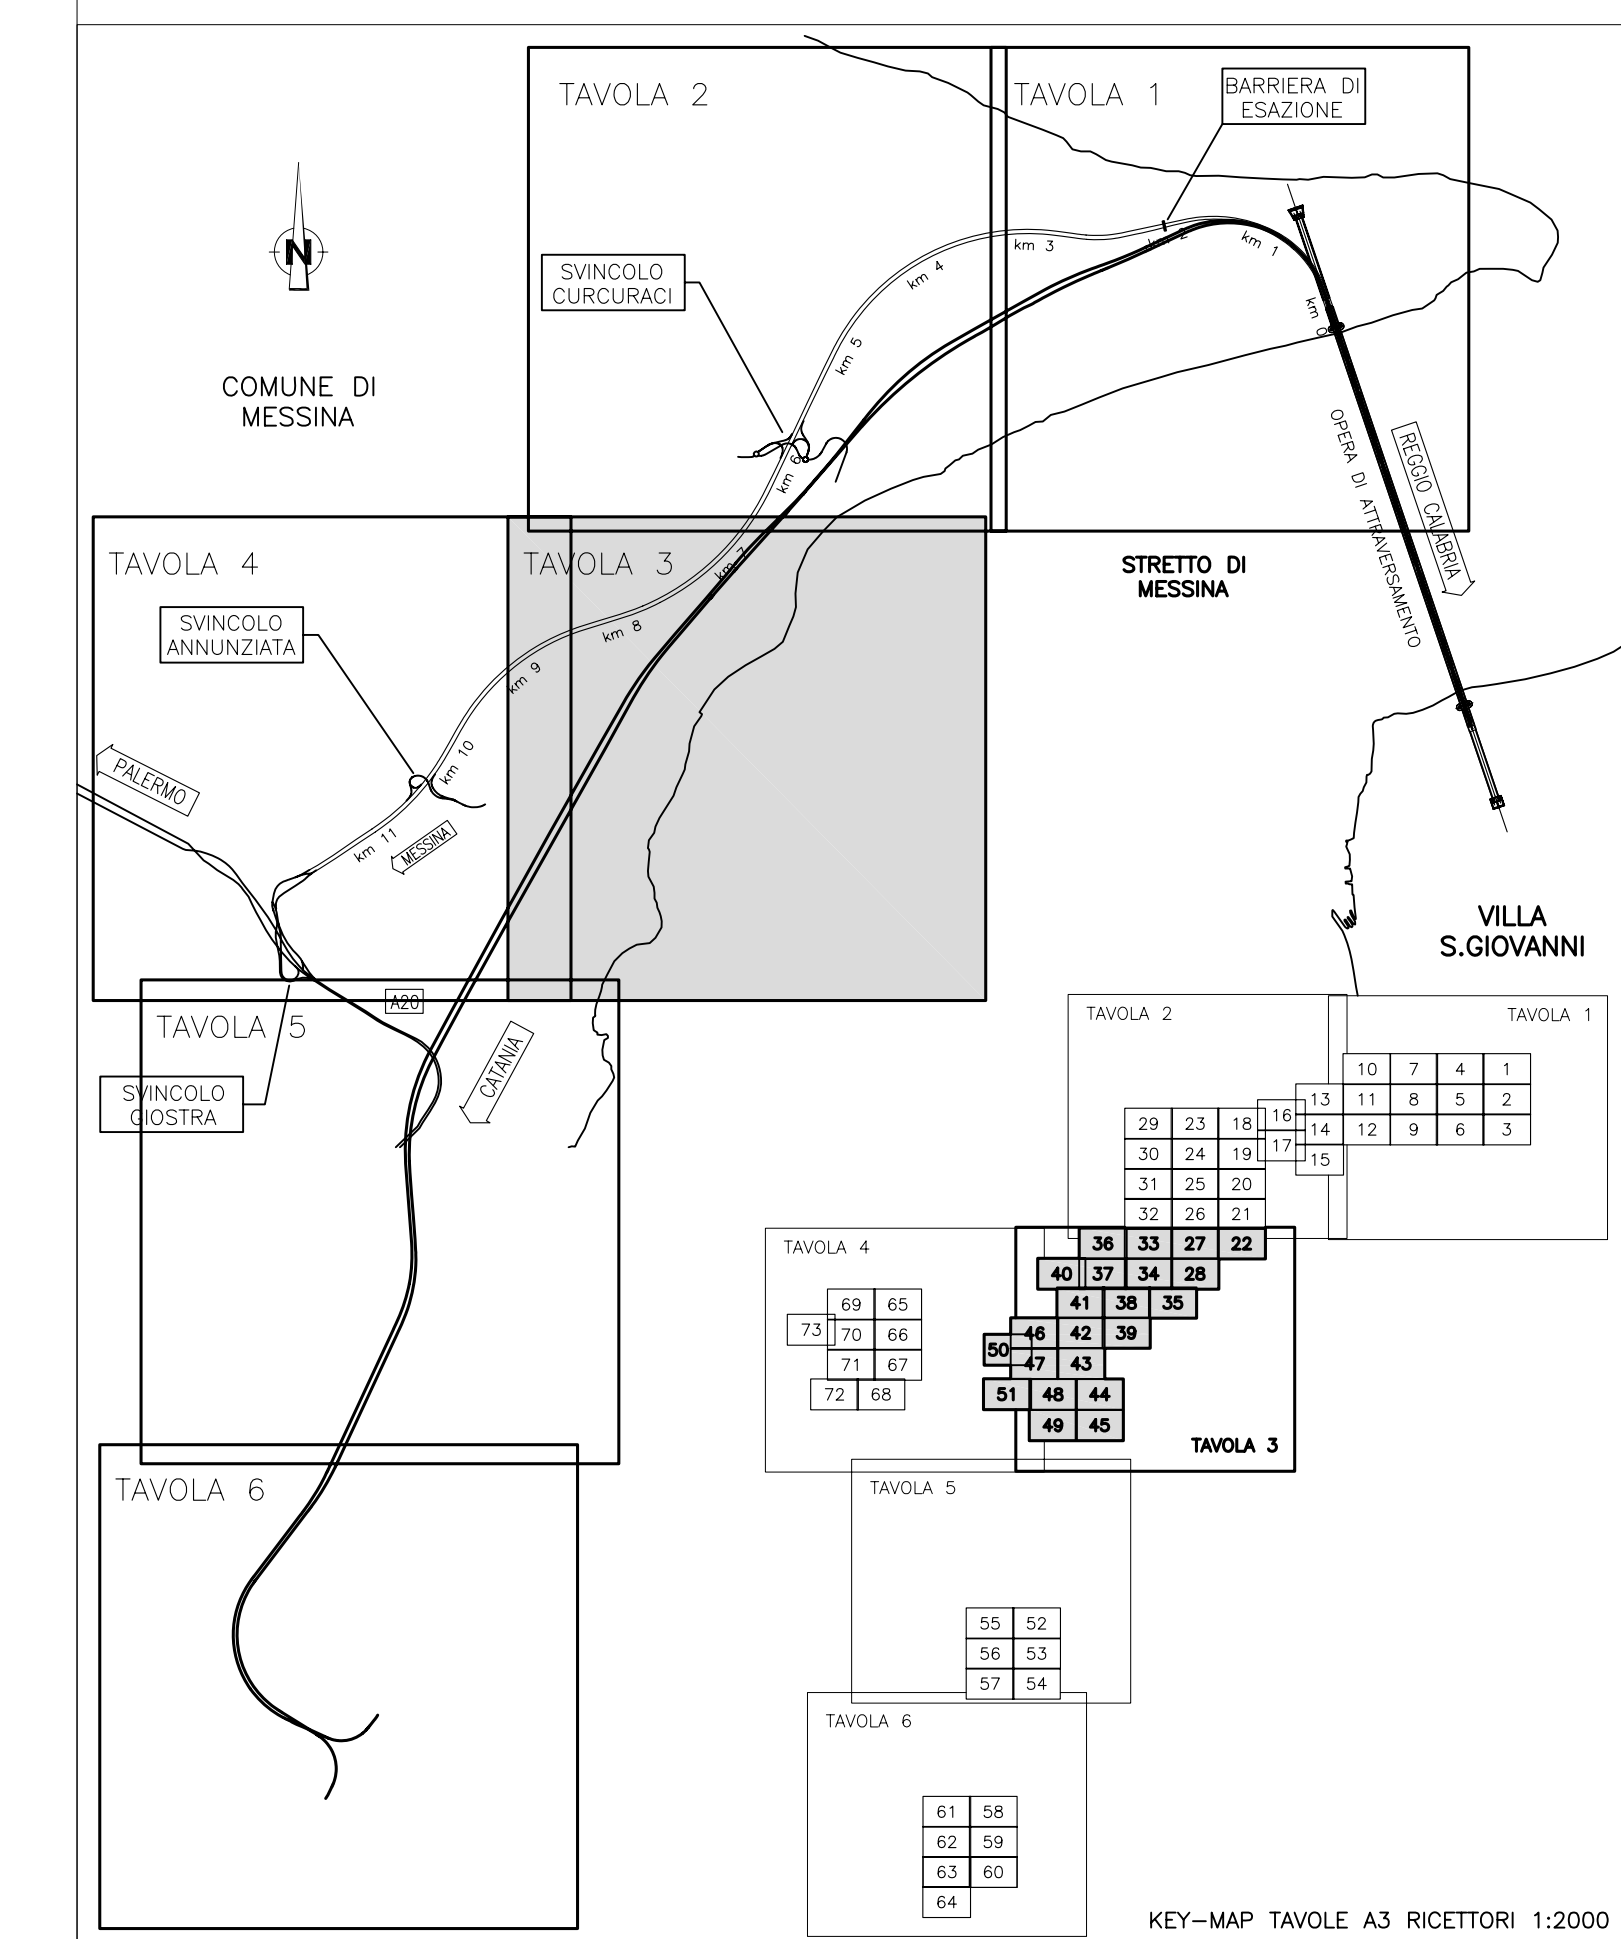 TAVOLA 2
TAVOLA 1
BARRIERA DI
ESAZIONE
N
SVINCOLO
CURCURACI
COMUNE DI
MESSINA
km 0
km 1
km 2
km 3
km 4
km 5
km 6
km 7
km 8
km 9
km 10
km 11
OPERA DI ATTRAVERSAMENTO
REGGIO CALABRIA
STRETTO DI
MESSINA
TAVOLA 4
TAVOLA 3
SVINCOLO
ANNUNZIATA
PALERMO
MESSINA
VILLA
S.GIOVANNI
A20
TAVOLA 5
CATANIA
SVINCOLO
GIOSTRA
TAVOLA 6
TAVOLA 2
TAVOLA 1
10 7 4 1
13 11 8 5 2
16 14 12 9 6 3
17 15
29 23 18
30 24 19
31 25 20
32 26 21
TAVOLA 4
36 33 27 22
40 37 34 28
41 38 35
46 42 39
50 47 43
51 48 44
49 45
TAVOLA 3
69 65
73 70 66
71 67
72 68
TAVOLA 5
55 52
56 53
57 54
TAVOLA 6
61 58
62 59
63 60
64
KEY-MAP TAVOLE A3 RICETTORI 1:2000